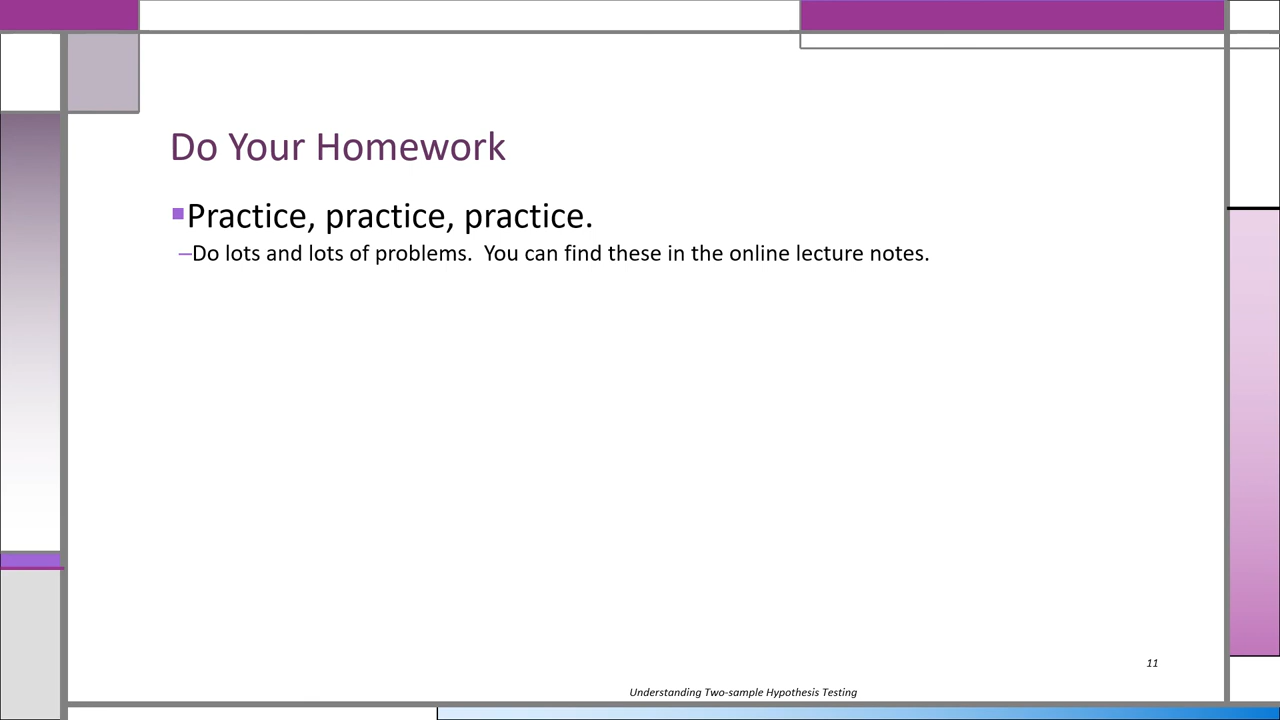 Do Your Homework
▪Practice, practice, practice.
–Do lots and lots of problems.  You can find these in the online lecture notes.
11
Understanding Two-sample Hypothesis Testing